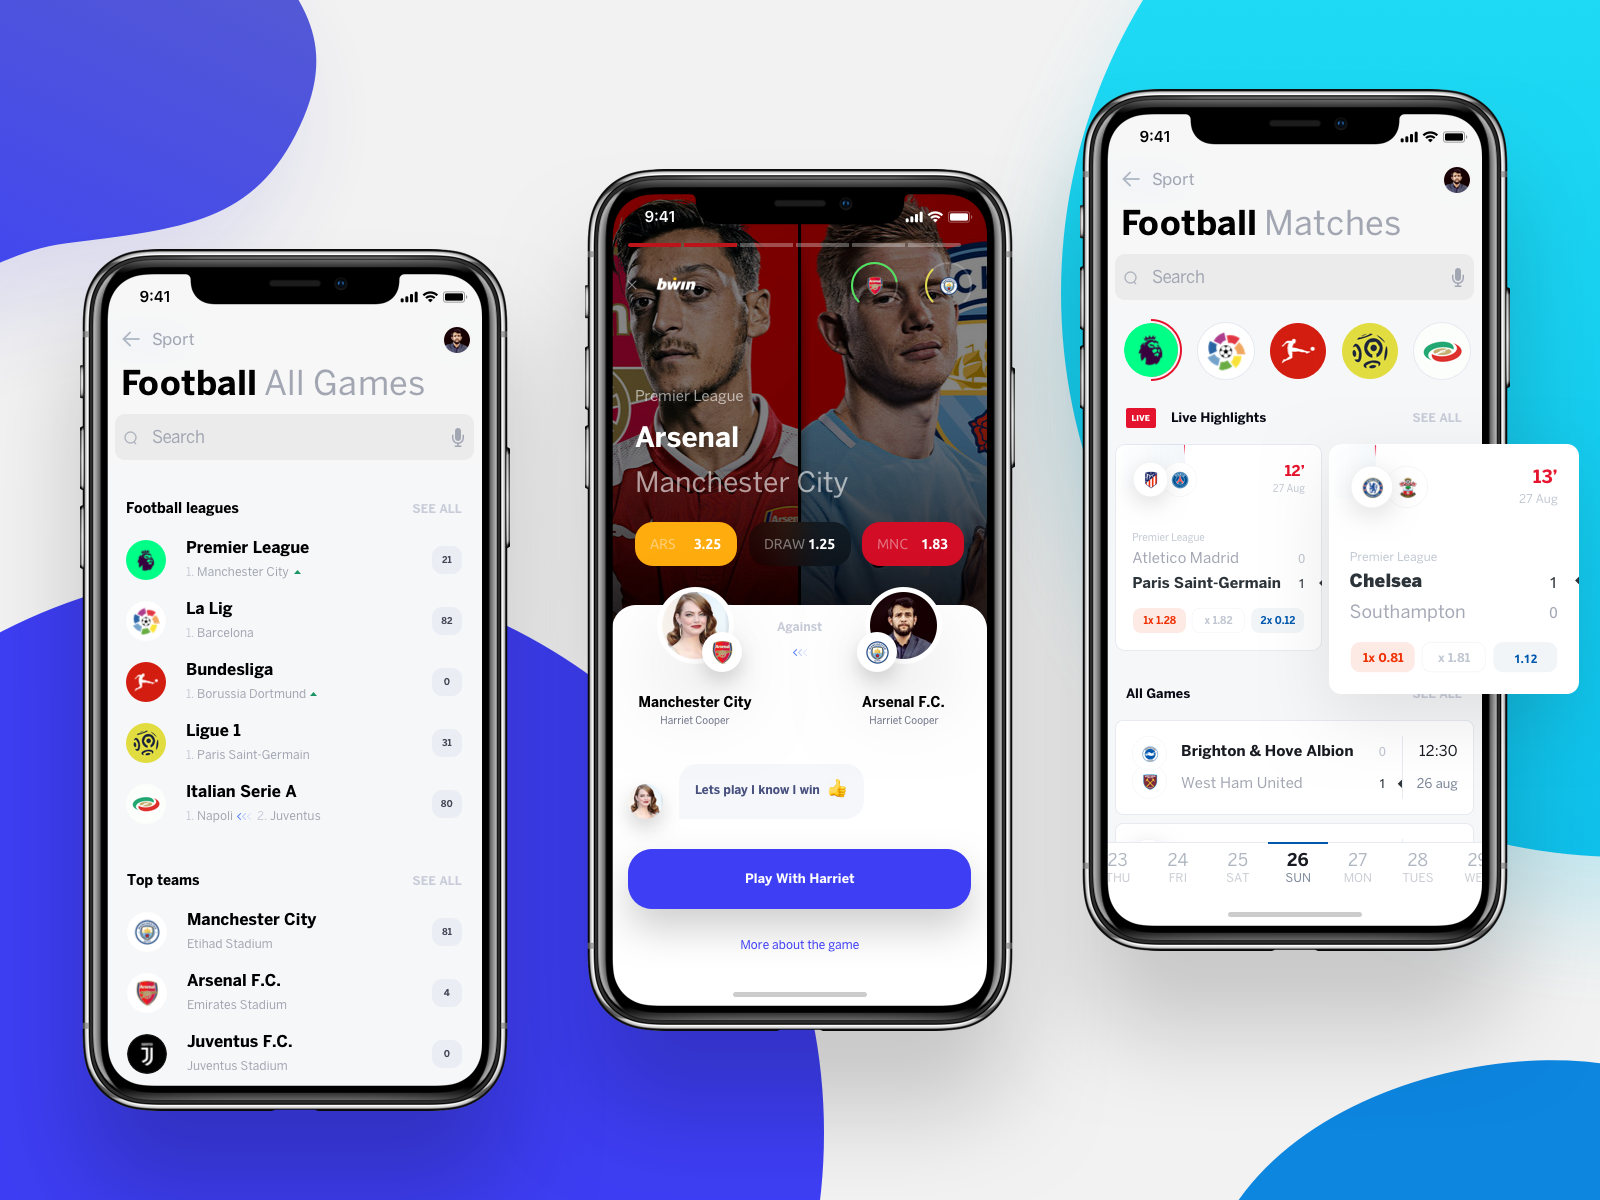 9:41
Sport
Football All Games
Search
Football leagues SEE ALL
Premier League
1. Manchester City
21
La Lig
1. Barcelona
82
Bundesliga
1. Borussia Dortmund
0
Ligue 1
1. Paris Saint-Germain
31
Italian Serie A
1. Napoli 2. Juventus
80
Top teams SEE ALL
Manchester City
Etihad Stadium
81
Arsenal F.C.
Emirates Stadium
4
Juventus F.C.
Juventus Stadium
0
9:41
bwin
Premier League
Arsenal
Manchester City
ARS 3.25 DRAW 1.25 MNC 1.83
Against
Manchester City Arsenal F.C.
Harriet Cooper Harriet Cooper
Lets play I know I win 👍
Play With Harriet
More about the game
9:41
Sport
Football Matches
Search
LIVE Live Highlights SEE ALL
12’
27 Aug
Premier League
Atletico Madrid 0
Paris Saint-Germain 1
1x 1.28 x 1.82 2x 0.12
13’
27 Aug
Premier League
Chelsea 1
Southampton 0
1x 0.81 x 1.81 1.12
All Games SEE ALL
Brighton & Hove Albion 0 12:30
West Ham United 1 26 aug
23 24 25 26 27 28 29
THU FRI SAT SUN MON TUES WE